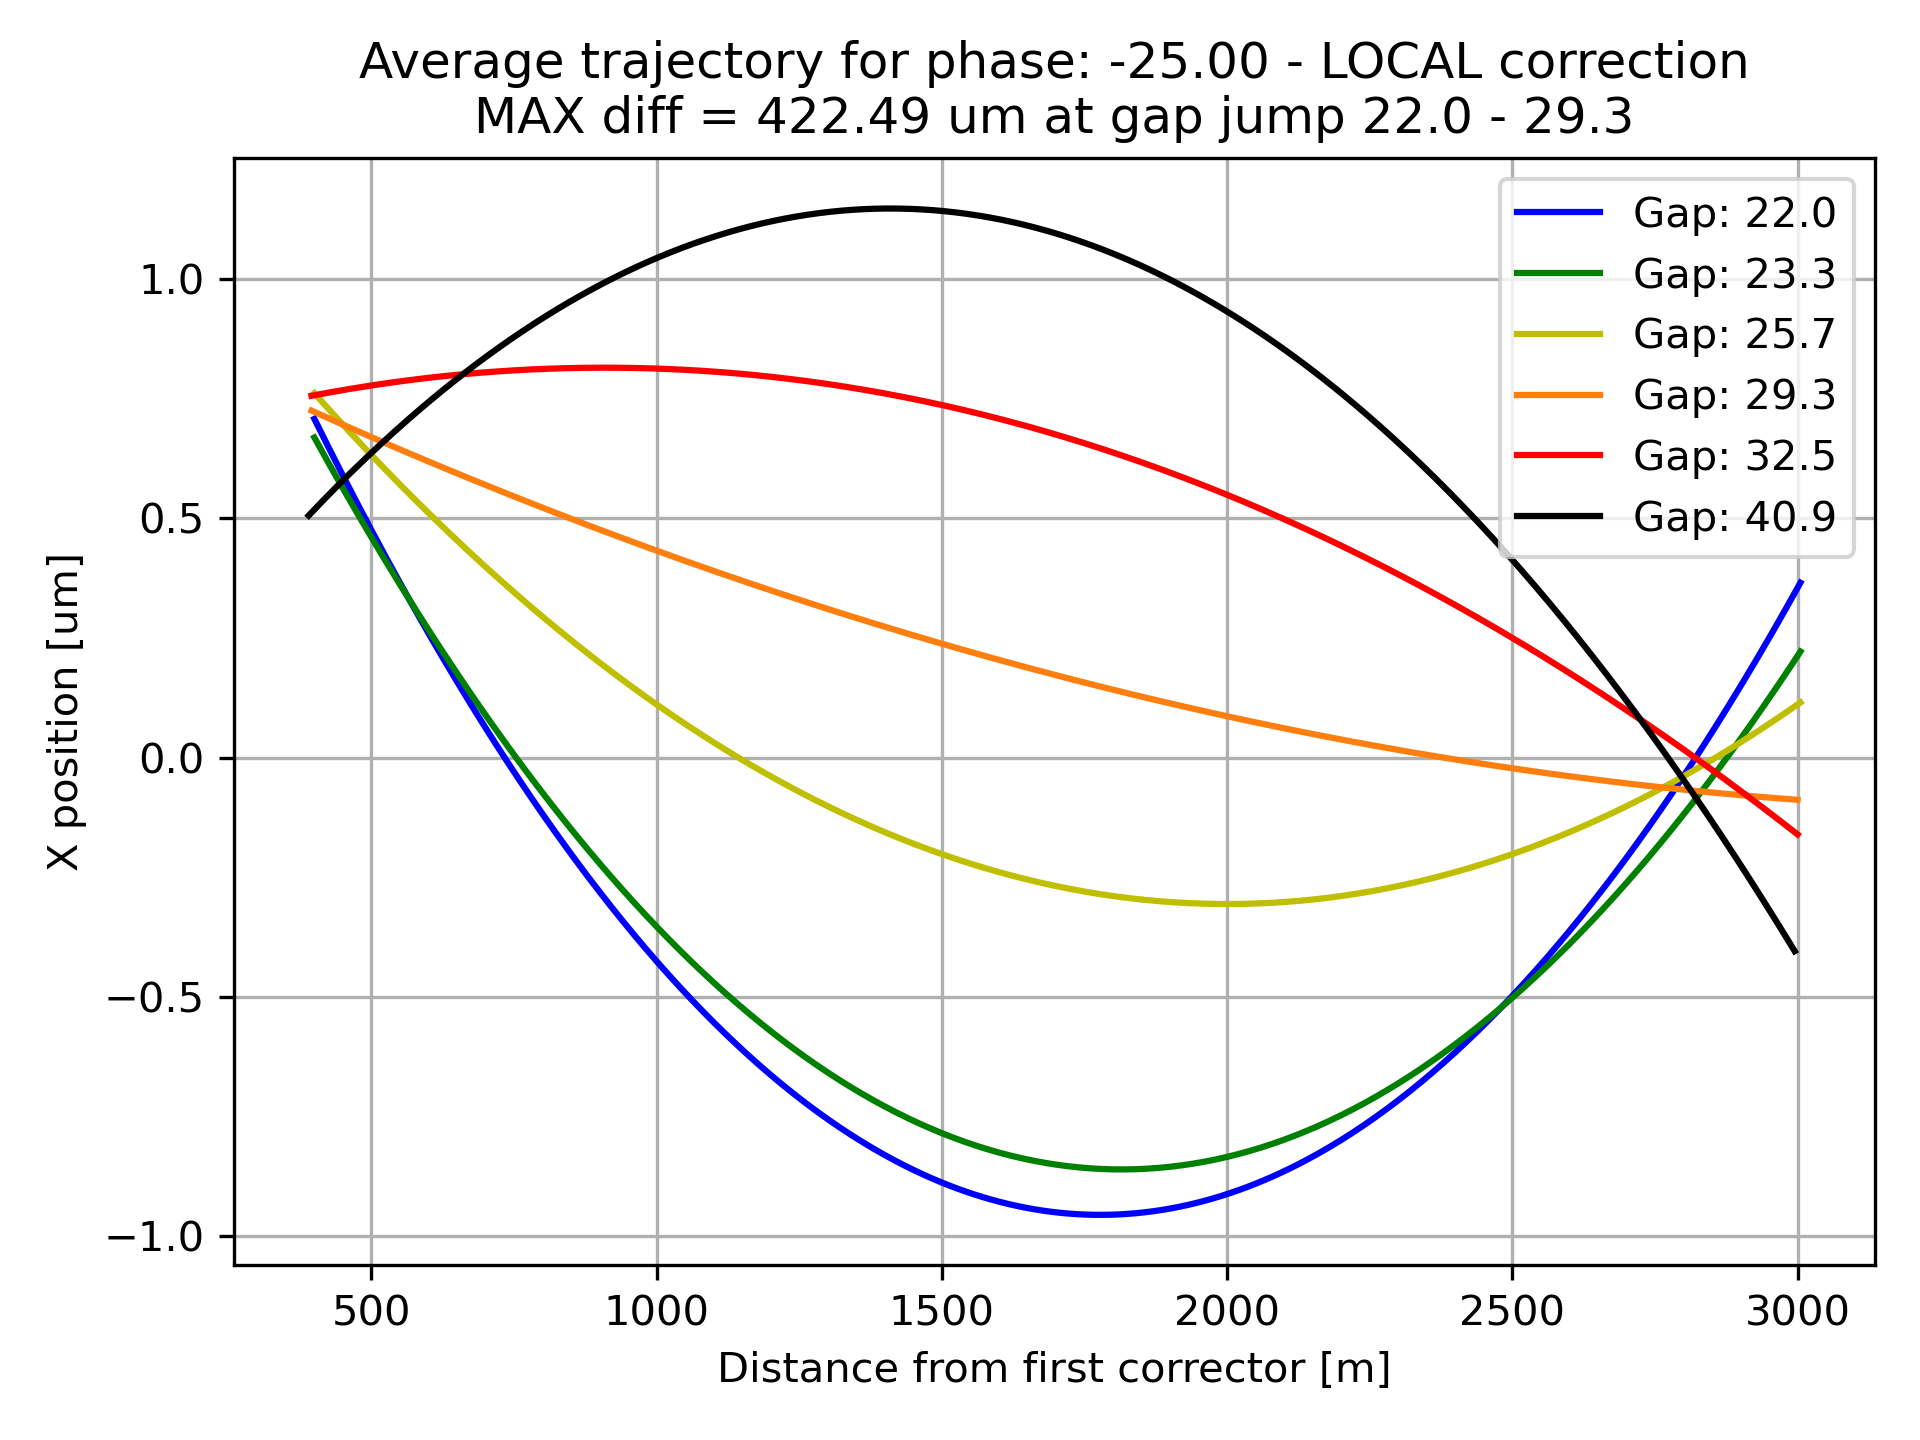 Average trajectory for phase: -25.00 - LOCAL correction
MAX diff = 422.49 um at gap jump 22.0 - 29.3
Gap: 22.0
Gap: 23.3
Gap: 25.7
Gap: 29.3
Gap: 32.5
Gap: 40.9
X position [um]
1.0
0.5
0.0
−0.5
−1.0
500 1000 1500 2000 2500 3000
Distance from first corrector [m]